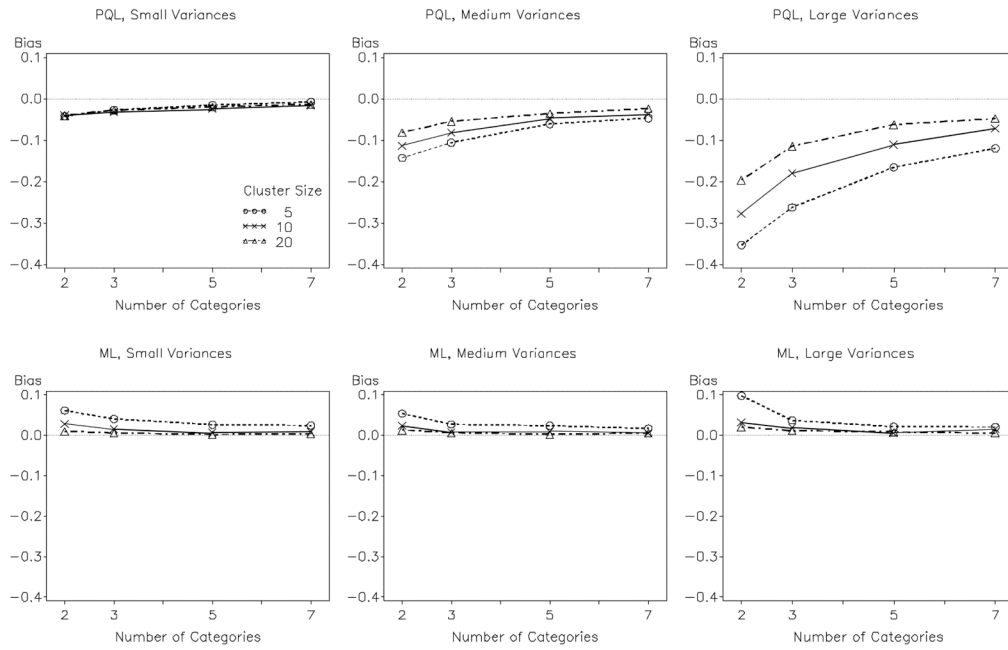 PQL, Small Variances
Bias
0.1
0.0
−0.1
−0.2
−0.3
−0.4
Cluster Size
5
10
20
2 3 5 7
Number of Categories
PQL, Medium Variances
Bias
0.1
0.0
−0.1
−0.2
−0.3
−0.4
2 3 5 7
Number of Categories
PQL, Large Variances
Bias
0.1
0.0
−0.1
−0.2
−0.3
−0.4
2 3 5 7
Number of Categories
ML, Small Variances
Bias
0.1
0.0
−0.1
−0.2
−0.3
−0.4
2 3 5 7
Number of Categories
ML, Medium Variances
Bias
0.1
0.0
−0.1
−0.2
−0.3
−0.4
2 3 5 7
Number of Categories
ML, Large Variances
Bias
0.1
0.0
−0.1
−0.2
−0.3
−0.4
2 3 5 7
Number of Categories